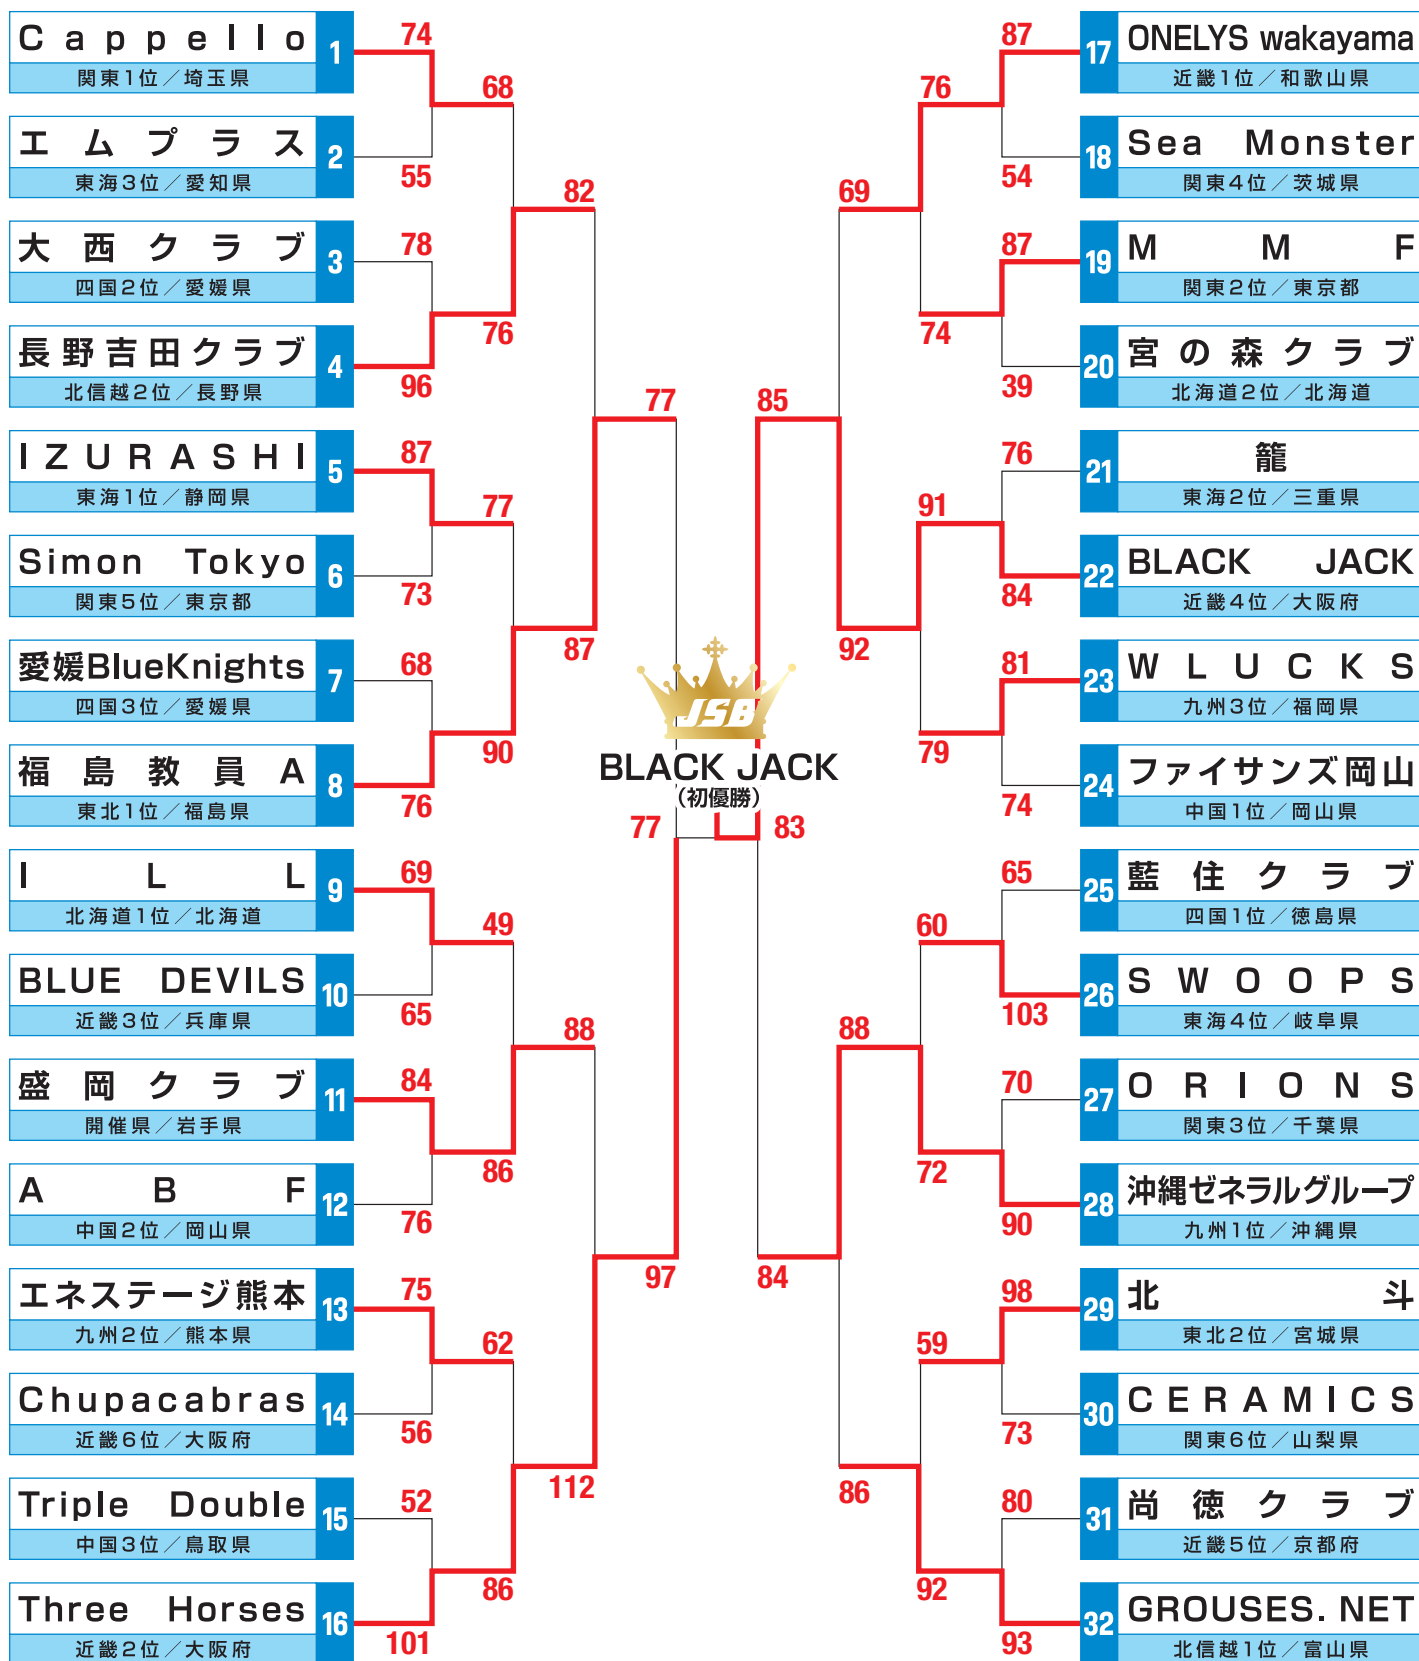 Cappello
1
関東1位／埼玉県
74
68
エムプラス
2
東海3位／愛知県
55
82
大西クラブ
3
四国2位／愛媛県
78
76
長野吉田クラブ
4
北信越2位／長野県
96
77
IZURASHI
5
東海1位／静岡県
87
77
Simon Tokyo
6
関東5位／東京都
73
87
愛媛BlueKnights
7
四国3位／愛媛県
68
90
福島教員A
8
東北1位／福島県
76
77
ILL
9
北海道1位／北海道
69
49
BLUE DEVILS
10
近畿3位／兵庫県
65
88
盛岡クラブ
11
開催県／岩手県
84
86
ABF
12
中国2位／岡山県
76
97
エネステージ熊本
13
九州2位／熊本県
75
62
Chupacabras
14
近畿6位／大阪府
56
112
Triple Double
15
中国3位／鳥取県
52
86
Three Horses
16
近畿2位／大阪府
101
JSB
BLACK JACK
（初優勝）
83
87
17
ONELYS wakayama
近畿1位／和歌山県
76
18
Sea Monster
関東4位／茨城県
54
69
87
19
MMF
関東2位／東京都
74
20
宮の森クラブ
北海道2位／北海道
39
85
76
21
籠
東海2位／三重県
91
22
BLACK JACK
近畿4位／大阪府
84
92
81
23
WLUCKS
九州3位／福岡県
79
24
ファイサンズ岡山
中国1位／岡山県
74
65
25
藍住クラブ
四国1位／徳島県
60
26
SWOOPS
東海4位／岐阜県
103
88
70
27
ORIONS
関東3位／千葉県
72
28
沖縄ゼネラルグループ
九州1位／沖縄県
90
84
98
29
北斗
東北2位／宮城県
59
30
CERAMICS
関東6位／山梨県
73
86
80
31
尚徳クラブ
近畿5位／京都府
92
32
GROUSES. NET
北信越1位／富山県
93